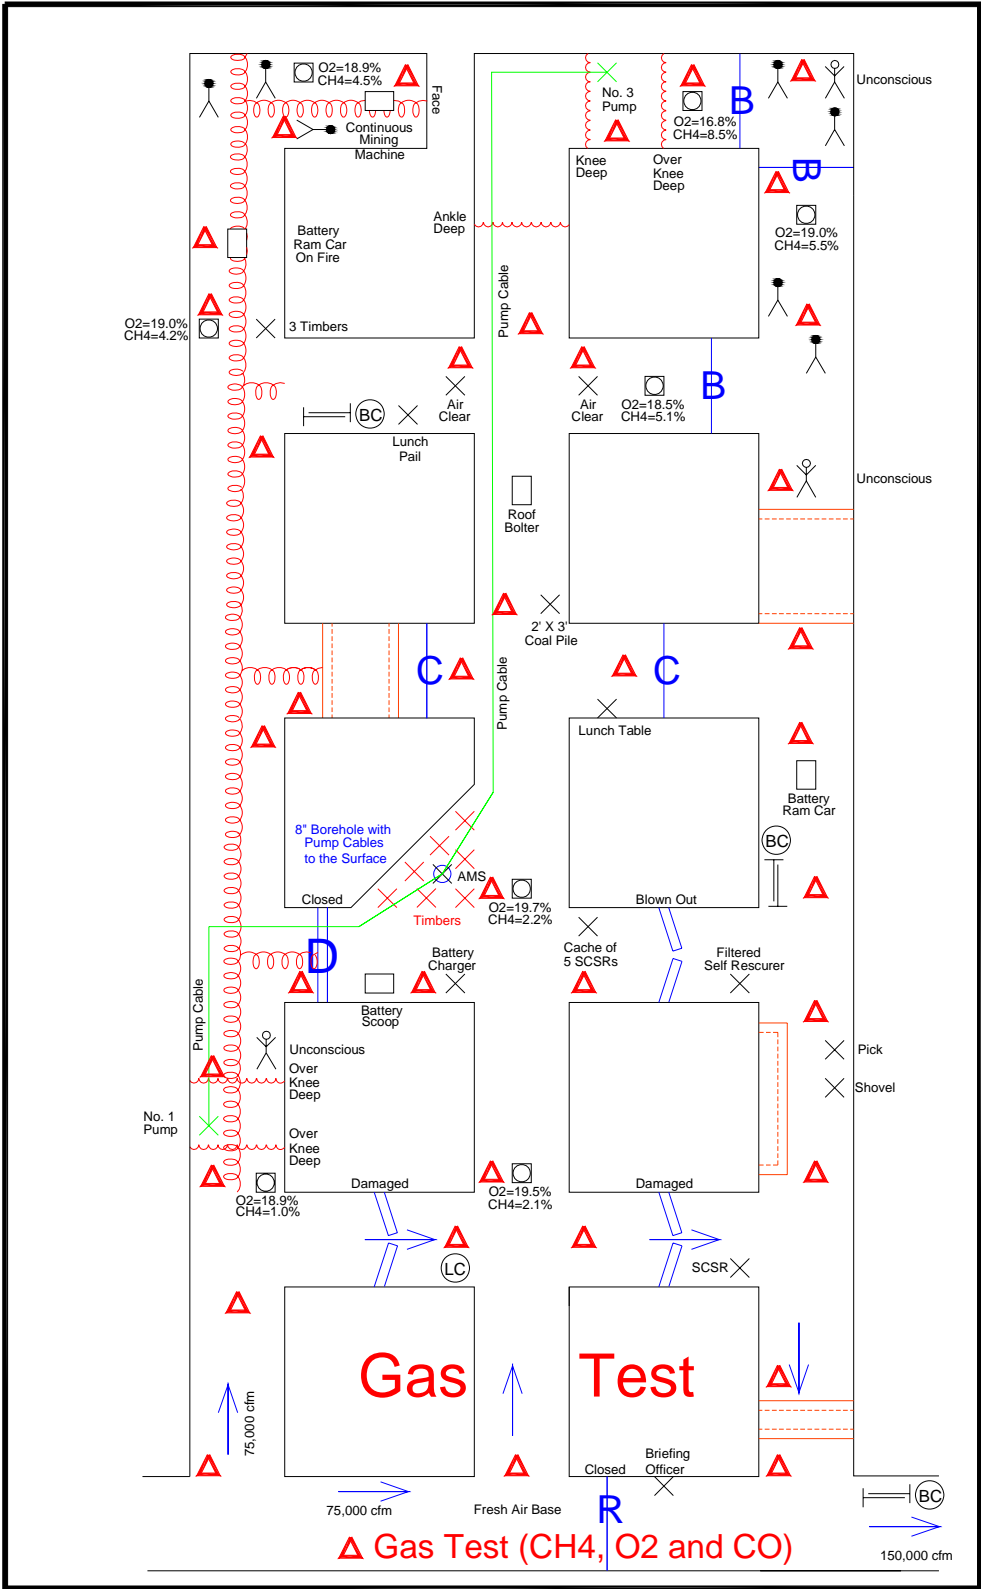 O2=18.9%
CH4=4.5%
Face
Continuous
Mining
Machine
No. 3
Pump
O2=16.8%
CH4=8.5%
B
Unconscious
B
Knee
Deep
Over
Knee
Deep
Ankle
Deep
Battery
Ram Car
On Fire
O2=19.0%
CH4=5.5%
Pump Cable
O2=19.0%
CH4=4.2%
3 Timbers
B
Air
Clear
Air
Clear
O2=18.5%
CH4=5.1%
BC
Lunch
Pail
Unconscious
Roof
Bolter
2' X 3'
Coal Pile
C
Pump Cable
C
Lunch Table
Battery
Ram Car
8" Borehole with
Pump Cables
to the Surface
BC
AMS
Closed
Timbers
O2=19.7%
CH4=2.2%
Blown Out
Cache of
5 SCSRs
D
Battery
Charger
Filtered
Self Rescurer
Battery
Scoop
Pump Cable
Unconscious
Over
Knee
Deep
Pick
Shovel
No. 1
Pump
Over
Knee
Deep
Damaged
O2=18.9%
CH4=1.0%
O2=19.5%
CH4=2.1%
Damaged
LC
SCSR
Gas Test
75,000 cfm
Closed
Briefing
Officer
75,000 cfm
Fresh Air Base
R
BC
Gas Test (CH4, O2 and CO)
150,000 cfm